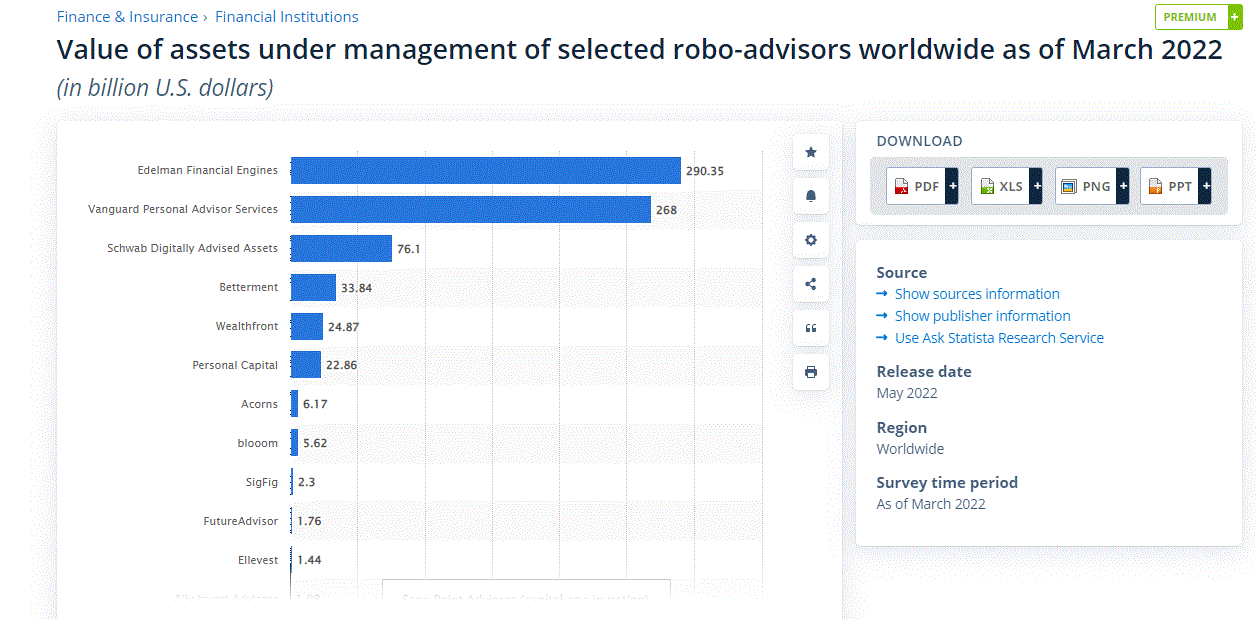 Finance & Insurance › Financial Institutions
PREMIUM +
Value of assets under management of selected robo-advisors worldwide as of March 2022
(in billion U.S. dollars)
Edelman Financial Engines 290.35
Vanguard Personal Advisor Services 268
Schwab Digitally Advised Assets 76.1
Betterment 33.84
Wealthfront 24.87
Personal Capital 22.86
Acorns 6.17
blooom 5.62
SigFig 2.3
FutureAdvisor 1.76
Ellevest 1.44
DOWNLOAD
PDF + XLS + PNG + PPT +
Source
→ Show sources information
→ Show publisher information
→ Use Ask Statista Research Service
Release date
May 2022
Region
Worldwide
Survey time period
As of March 2022